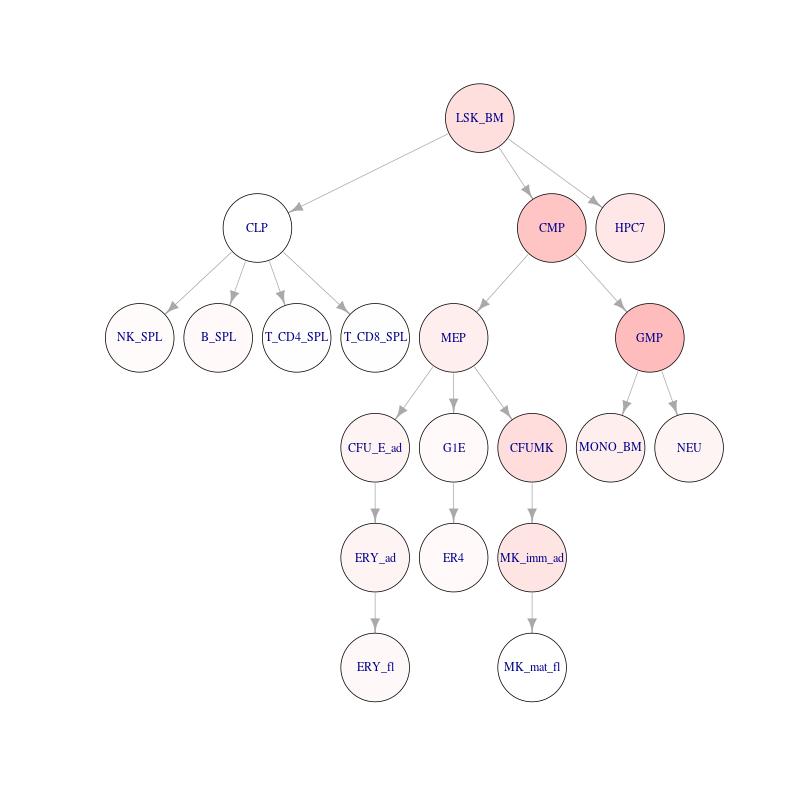 LSK_BM
CLP
CMP
HPC7
NK_SPL
B_SPL
T_CD4_SPL
T_CD8_SPL
MEP
GMP
CFU_E_ad
G1E
CFUMK
MONO_BM
NEU
ERY_ad
ER4
MK_imm_ad
ERY_fl
MK_mat_fl